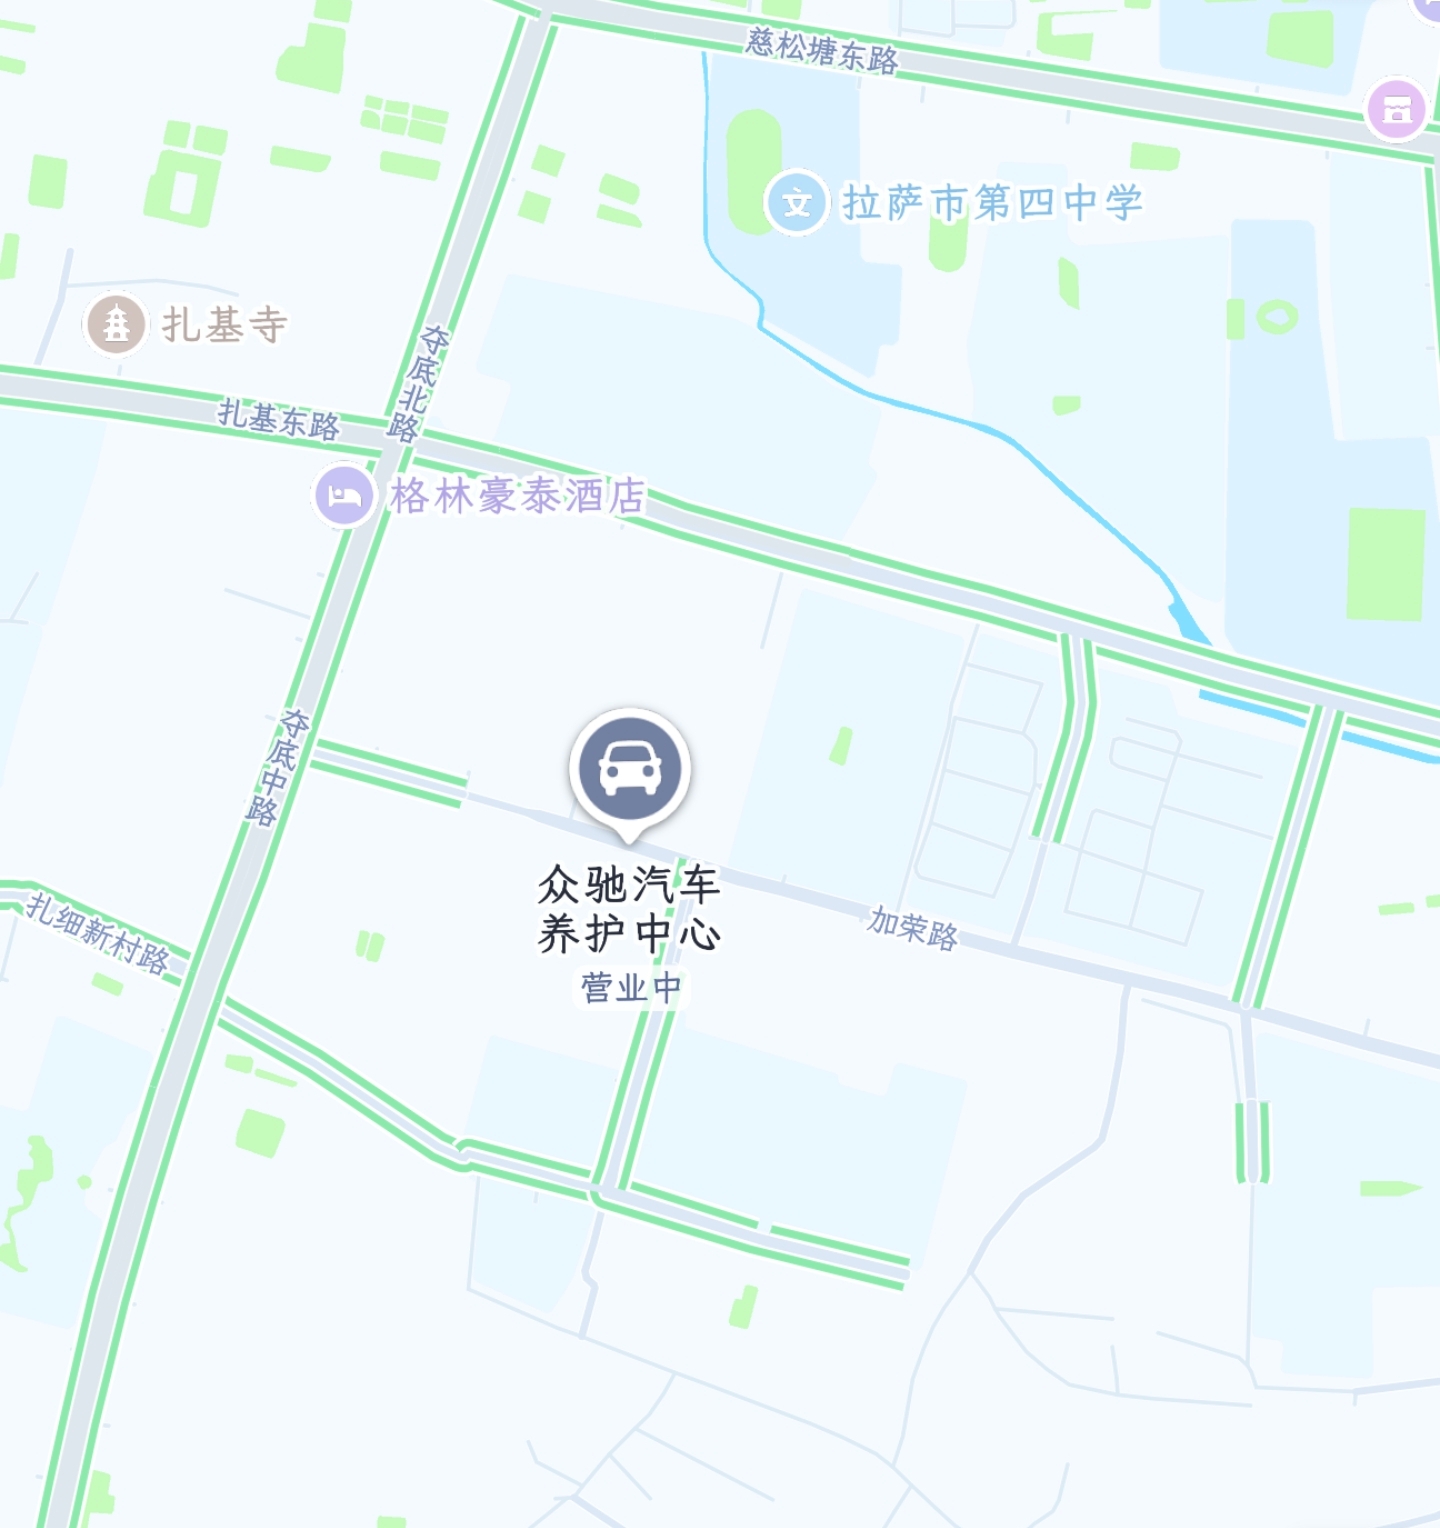 慈松塘东路
文
拉萨市第四中学
扎基寺
夺底北路
扎基东路
格林豪泰酒店
夺底中路
众驰汽车
养护中心
营业中
扎细新村路
加荣路